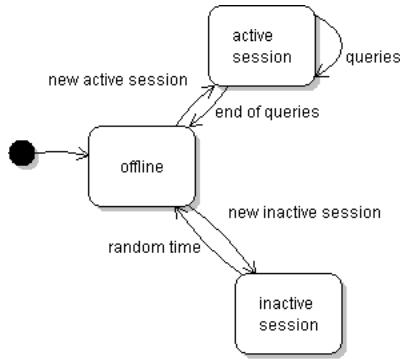 active
session
queries
new active session
end of queries
offline
new inactive session
random time
inactive
session